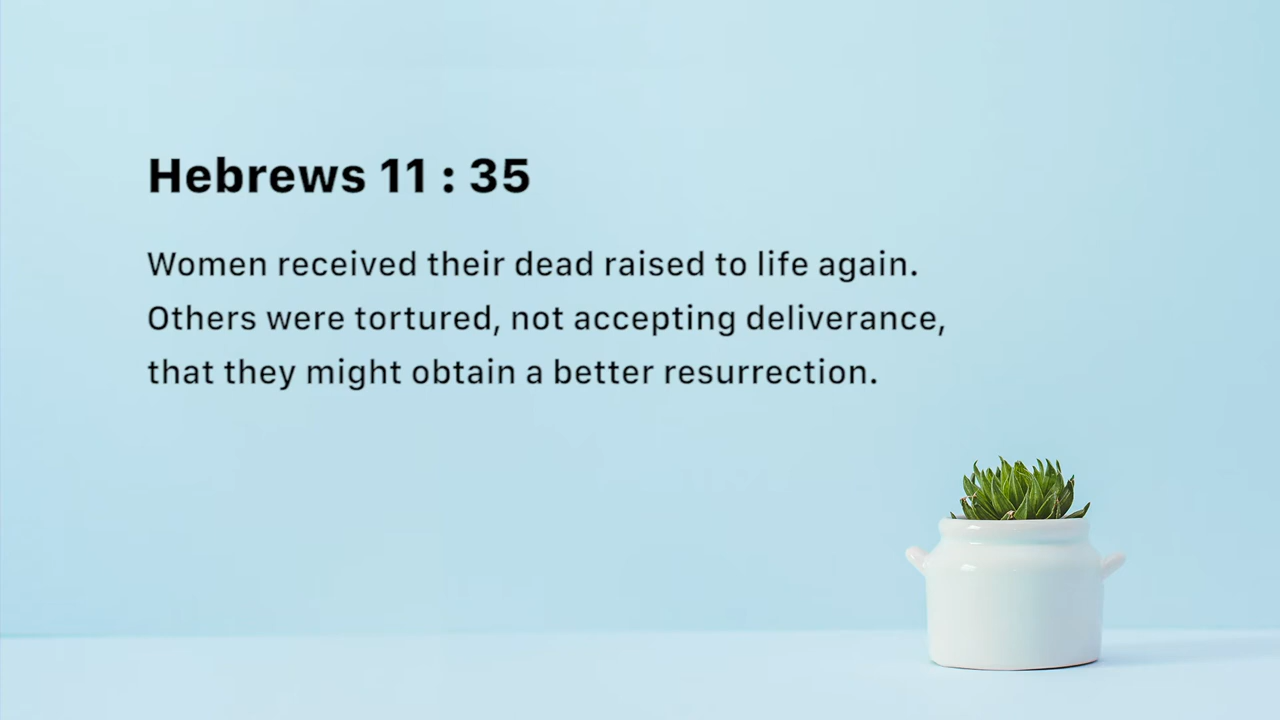 Hebrews 11 : 35
Women received their dead raised to life again.
Others were tortured, not accepting deliverance,
that they might obtain a better resurrection.